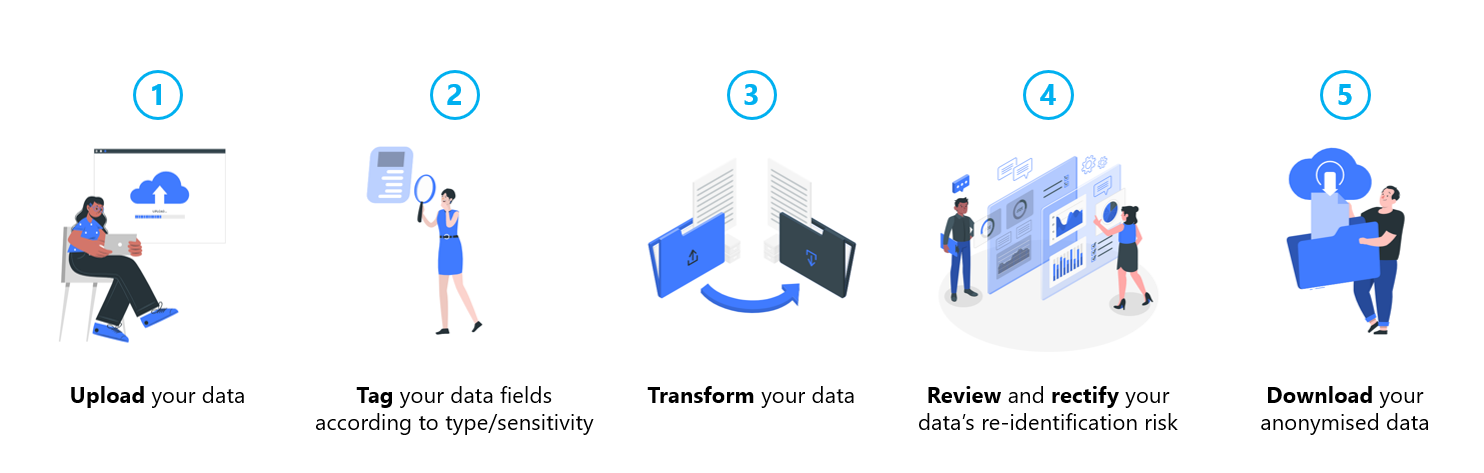 1
2
3
4
5
Upload your data
Tag your data fields
according to type/sensitivity
Transform your data
Review and rectify your
data's re-identification risk
Download your
anonymised data